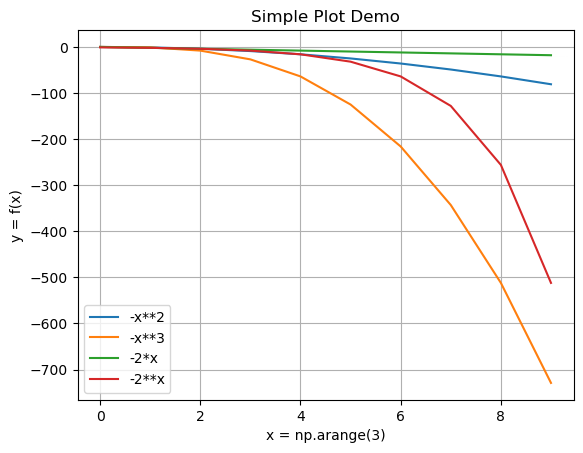 Simple Plot Demo
0
−100
−200
−300
−400
−500
−600
−700
y = f(x)
-x**2
-x**3
-2*x
-2**x
0 2 4 6 8
x = np.arange(3)